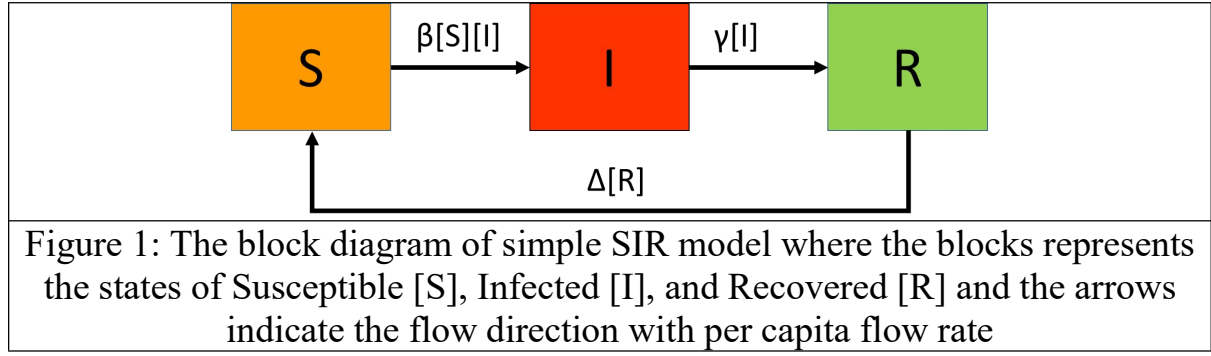 β[S][I]
γ[I]
S
I
R
Δ[R]
Figure 1: The block diagram of simple SIR model where the blocks represents
the states of Susceptible [S], Infected [I], and Recovered [R] and the arrows
indicate the flow direction with per capita flow rate